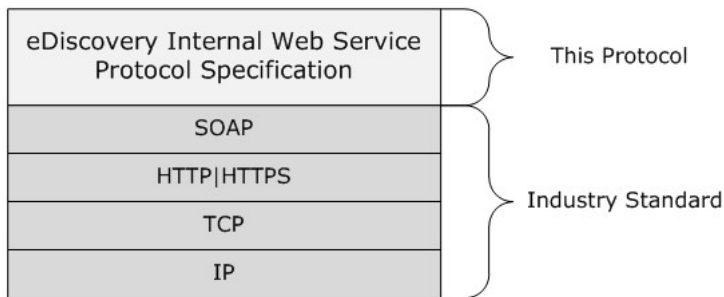 eDiscovery Internal Web Service
Protocol Specification
This Protocol
SOAP
HTTP|HTTPS
TCP
IP
Industry Standard